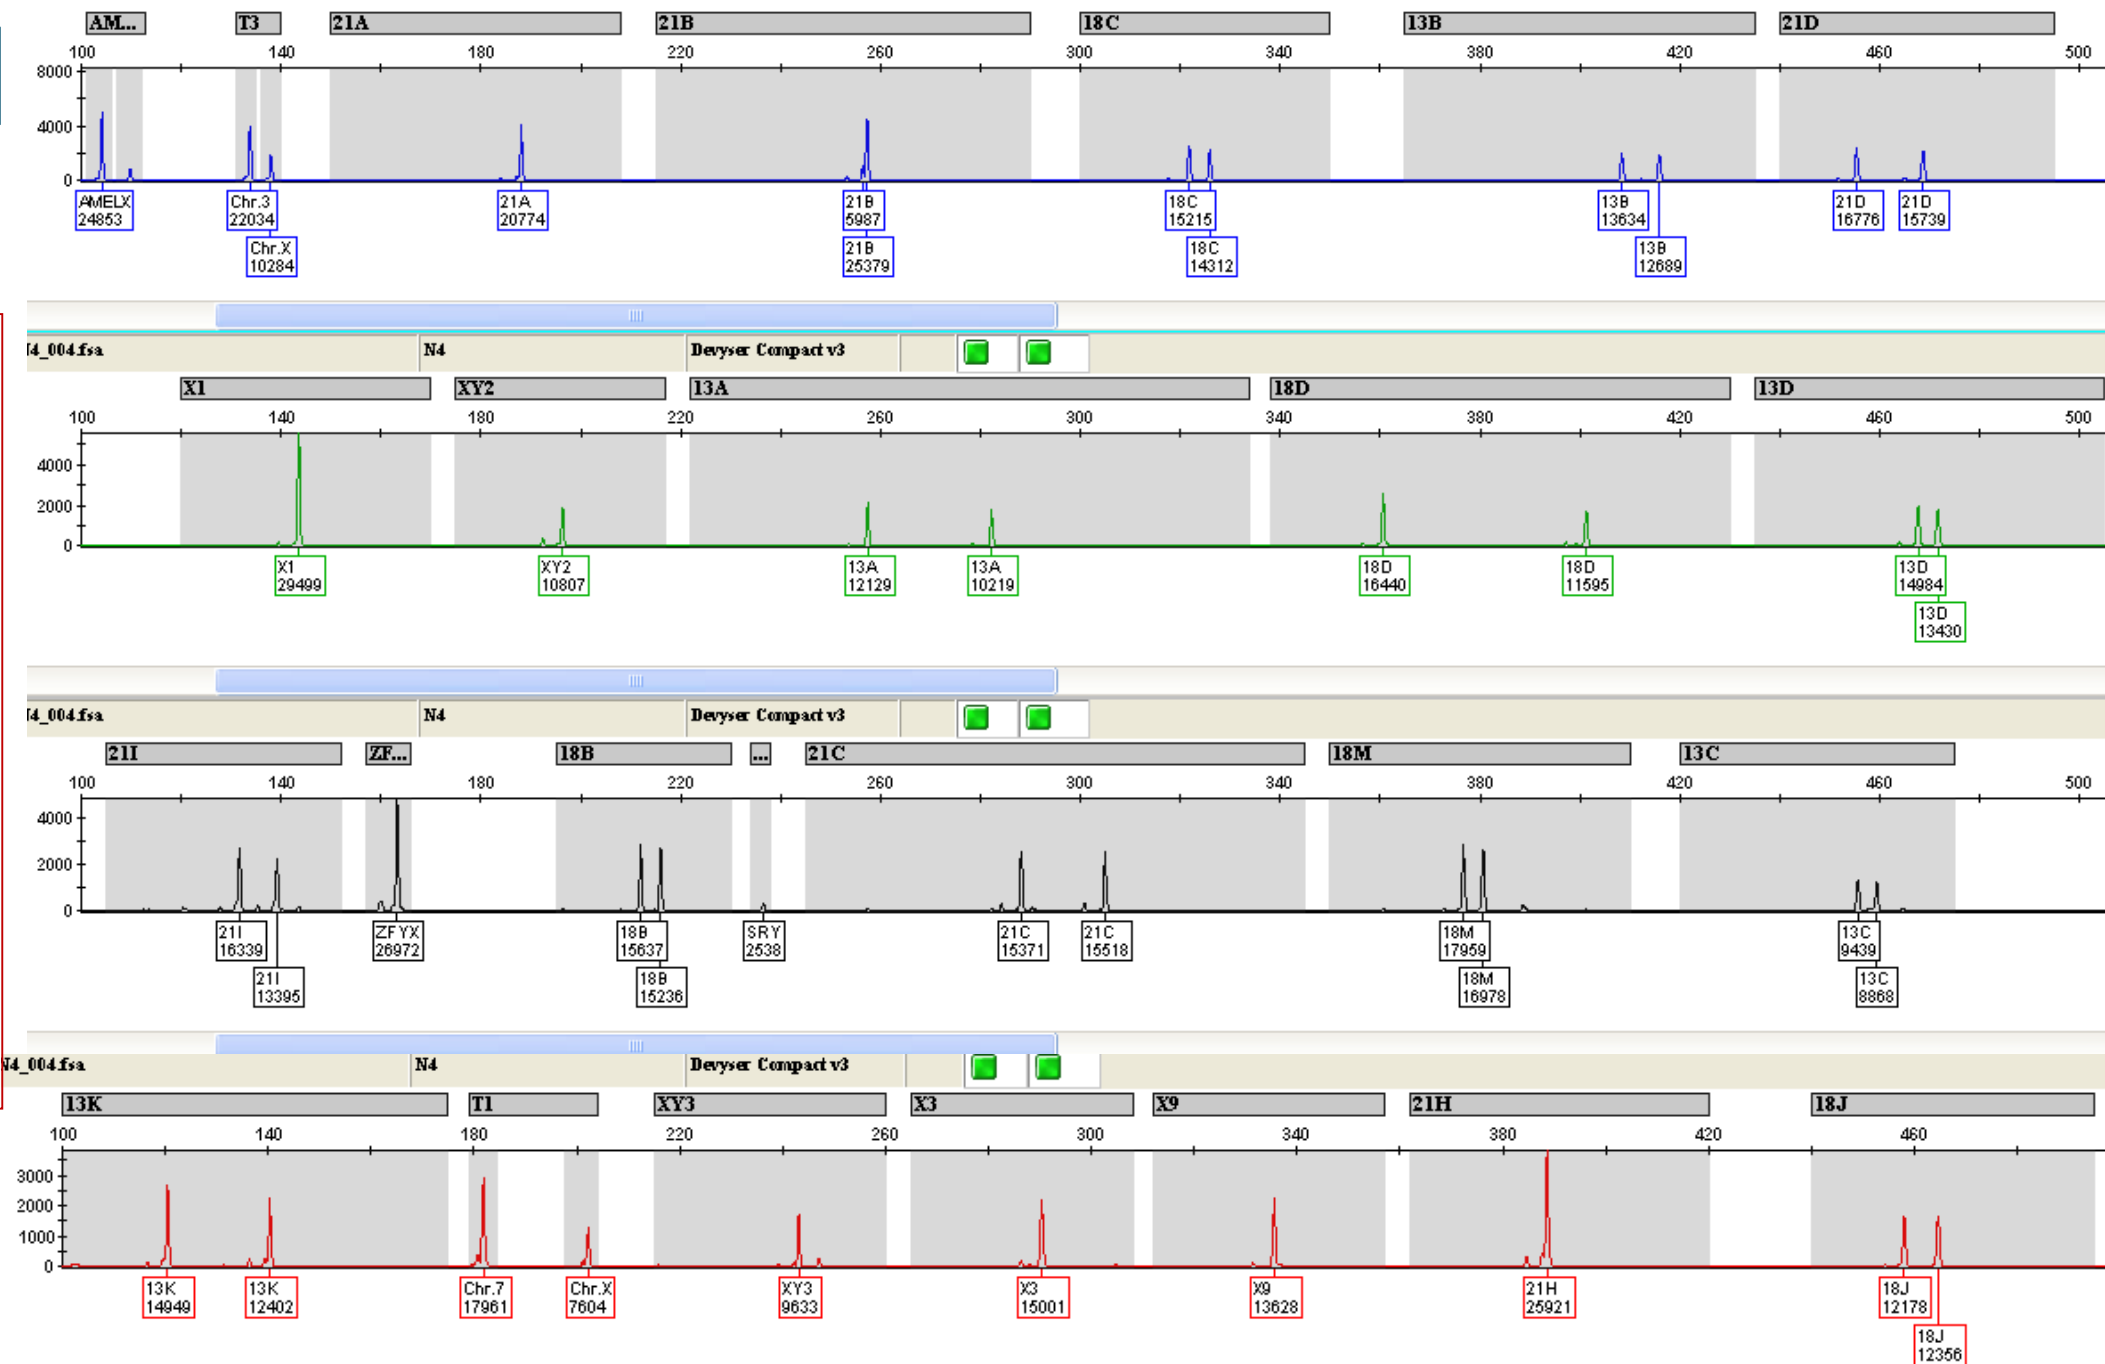 AM... T3 21A 21B 18C 13B 21D
100 140 180 220 260 300 340 380 420 460 500
8000
4000
0
AMELX Chr.3 21A 21B 18C 13B 21D 21D
24853 22034 20774 5987 15215 13634 16776 15739
Chr.X 21B 18C 13B
10284 25379 14312 12689
N4 Devyser Compact v3
X1 XY2 13A 18D 13D
100 140 180 220 260 300 340 380 420 460 500
4000
2000
0
X1 XY2 13A 13A 18D 18D 13D
29499 10807 12129 10219 16440 11595 14984
13D
13430
N4 Devyser Compact v3
21I ZF... 18B ... 21C 18M 13C
100 140 180 220 260 300 340 380 420 460 500
4000
2000
0
21I ZFYX 18B SRY 21C 21C 18M 13C
16339 26972 15637 2538 15371 15518 17959 9439
21I 18B 18M 13C
13395 15236 16978 8868
N4_004.fsa N4 Devyser Compact v3
13K T1 XY3 X3 X9 21H 18J
100 140 180 220 260 300 340 380 420 460
3000
2000
1000
0
13K 13K Chr.7 Chr.X XY3 X3 X9 21H 18J
14949 12402 17961 7604 9633 15001 13628 25921 12178
18J
12356